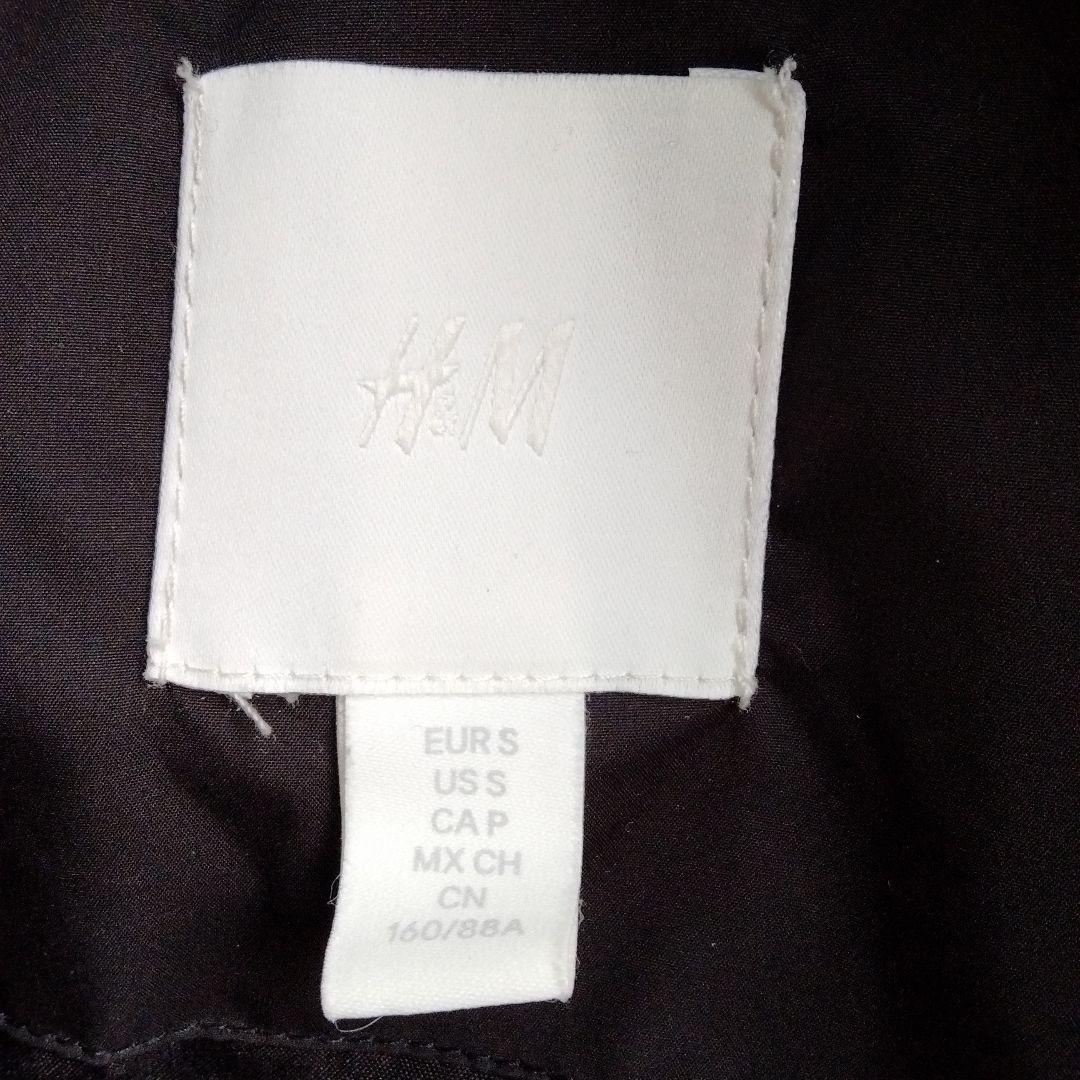 H&M
EUR S
US S
CA P
MX CH
CN
160/88A